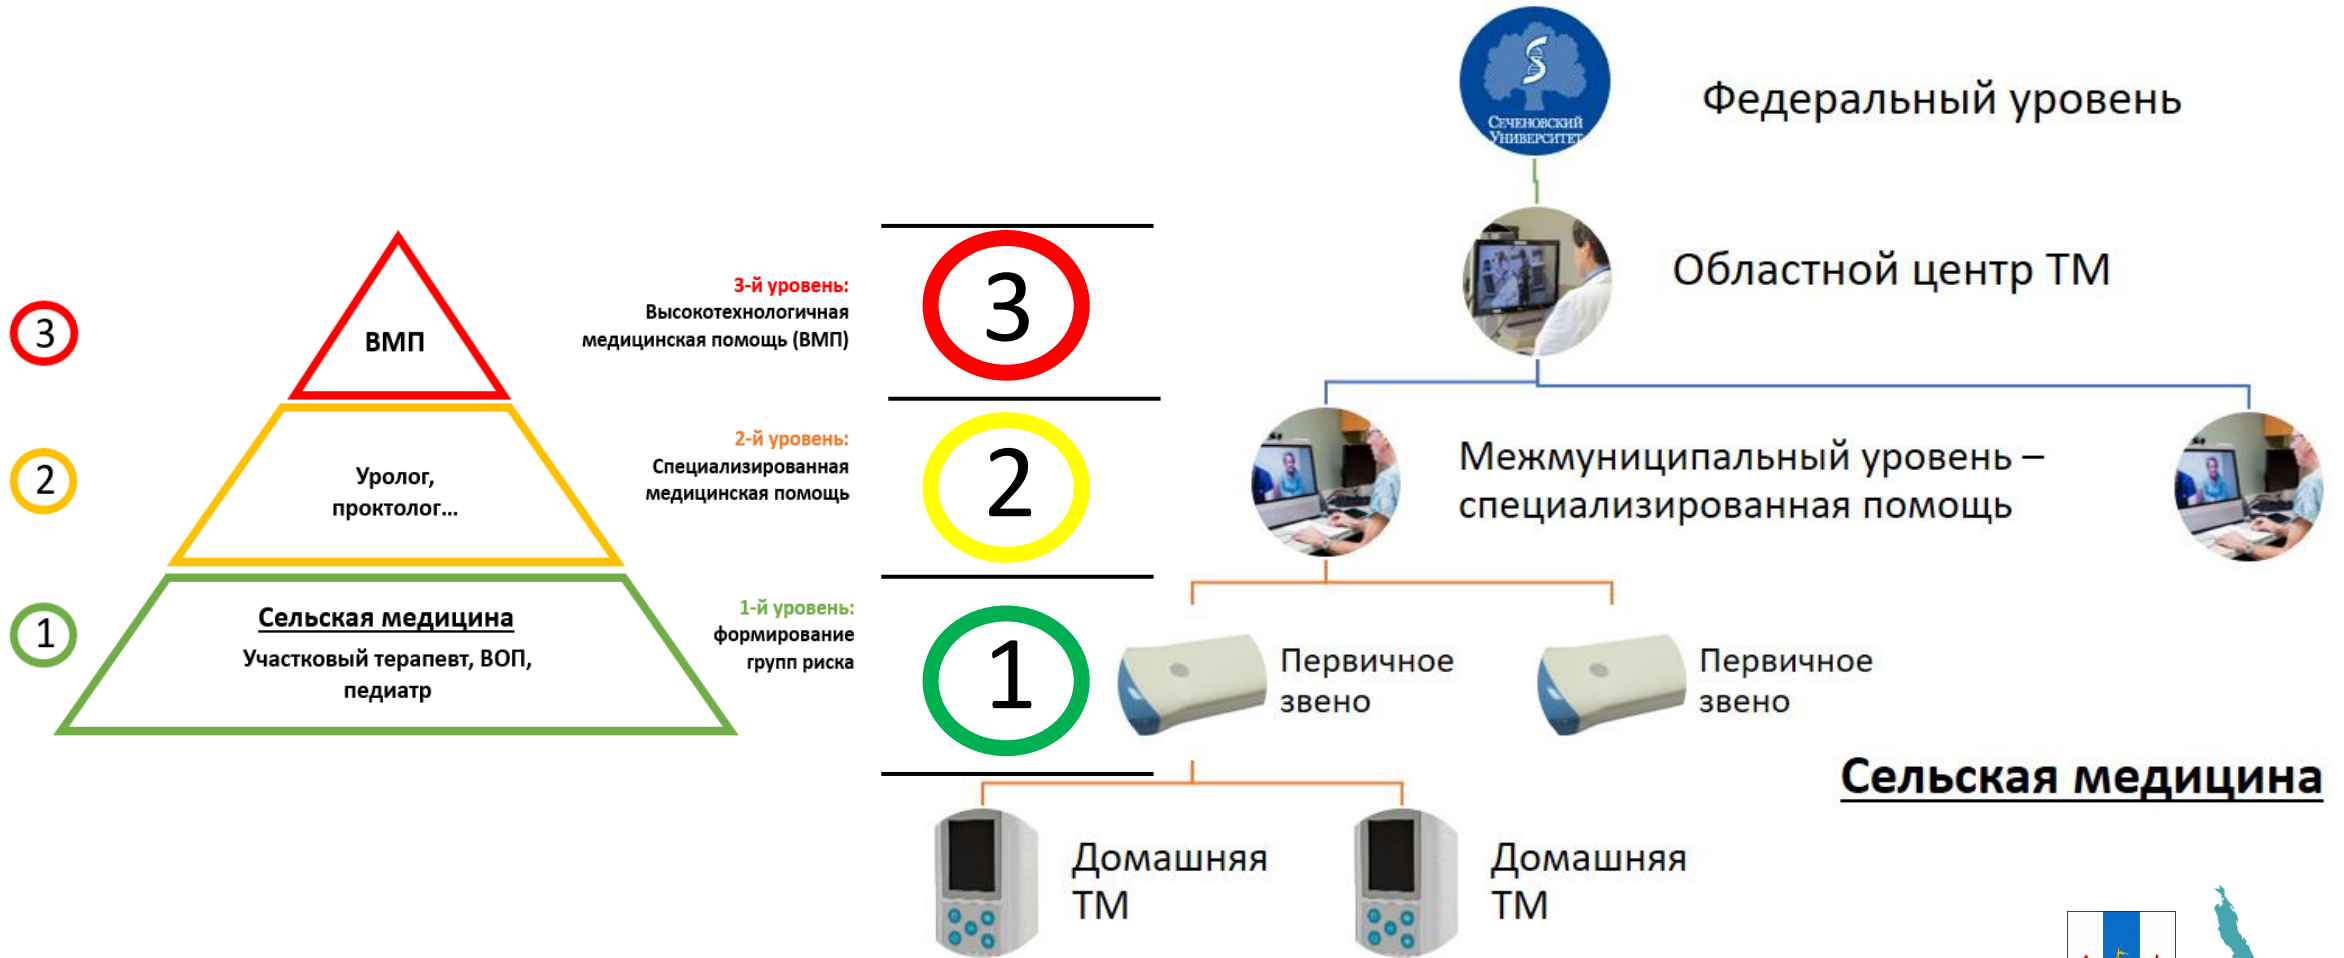 3
ВМП
2
Уролог,
проктолог...
1
Сельская медицина
Участковый терапевт, ВОП,
педиатр
3-й уровень:
Высокотехнологичная
медицинская помощь (ВМП)
2-й уровень:
Специализированная
медицинская помощь
1-й уровень:
формирование
групп риска
3
2
1
СЕЧЕНОВСКИЙ
УНИВЕРСИТЕТ
Федеральный уровень
Областной центр ТМ
Межмуниципальный уровень –
специализированная помощь
Первичное
звено
Первичное
звено
Сельская медицина
Домашняя
ТМ
Домашняя
ТМ